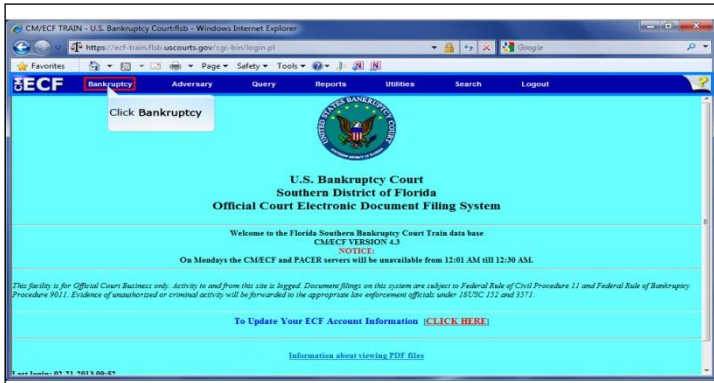 CM/ECF TRAIN - U.S. Bankruptcy Court:flsb - Windows Internet Explorer
https://ecf-train.flsb.uscourts.gov/cgi-bin/login.pl
Google
Favorites Page Safety Tools
ECF Bankruptcy Adversary Query Reports Utilities Search Logout
Click Bankruptcy
U.S. Bankruptcy Court
Southern District of Florida
Official Court Electronic Document Filing System
Welcome to the Florida Southern Bankruptcy Court Train data base
CM/ECF VERSION 4.3
NOTICE:
On Mondays the CM/ECF and PACER servers will be unavailable from 12:01 AM till 12:30 AM.
This facility is for Official Court Business only. Activity to and from this site is logged. Document filings on this system are subject to Federal Rule of Civil Procedure 11 and Federal Rule of Bankruptcy
Procedure 9011. Evidence of unauthorized or criminal activity will be forwarded to the appropriate law enforcement officials under 18USC 152 and 3571.
To Update Your ECF Account Information [CLICK HERE]
Information about viewing PDF files
Last login: 02-21-2013 09:52